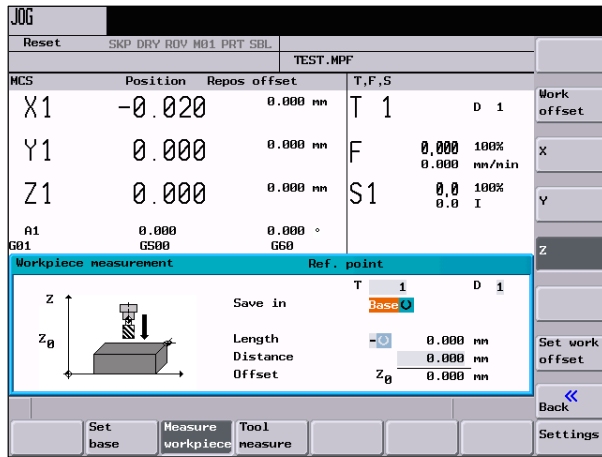 JOG
Reset SKP DRY ROV M01 PRT SBL
TEST.MPF
MCS Position Repos offset T,F,S
X1 -0.020 0.000 mm T 1 D 1
Y1 0.000 0.000 mm F 0,000 100%
0.000 mm/min
Z1 0.000 0.000 mm S1 0,0 100%
0.0 I
A1 0.000 0.000 °
G01 G500 G60
Workpiece measurement Ref. point
T 1 D 1
Z
Save in Base
Z0
Length - 0.000 mm
Distance 0.000 mm
Offset Z0 0.000 mm
Work offset
X
Y
Z
Set work offset
« Back
Settings
Set base
Measure workpiece
Tool measure